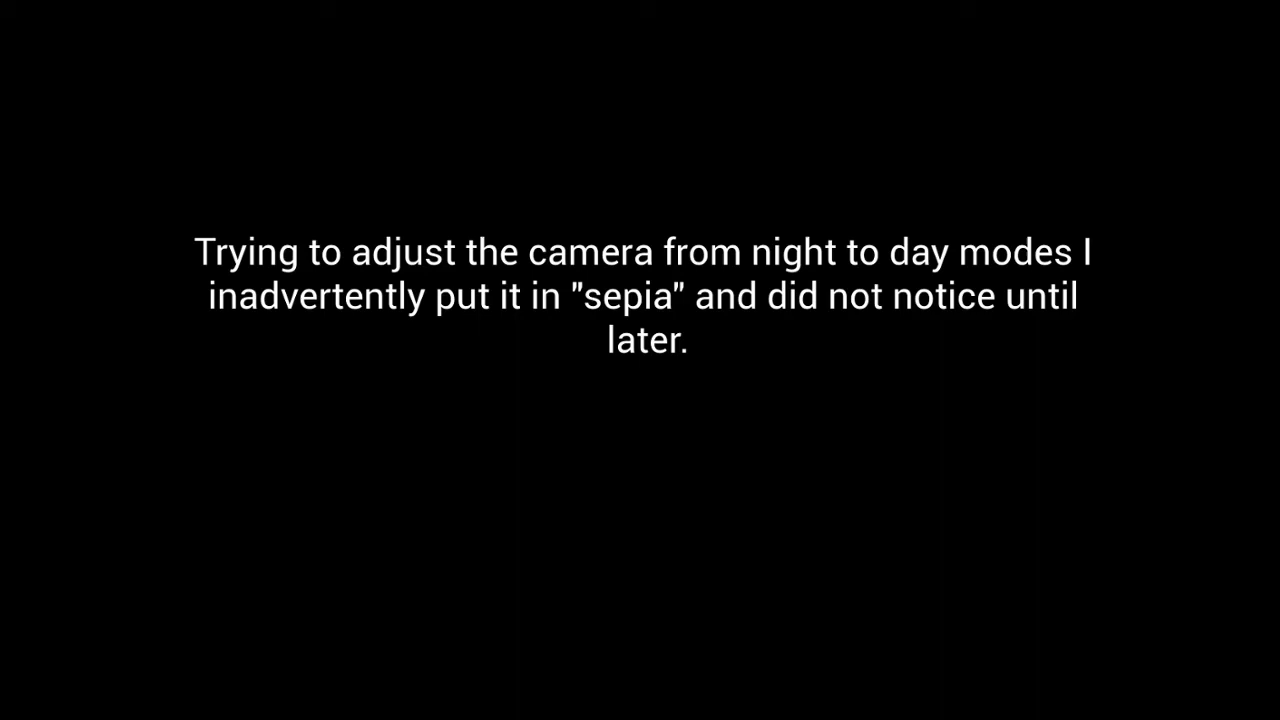 Trying to adjust the camera from night to day modes I
inadvertently put it in "sepia" and did not notice until
later.